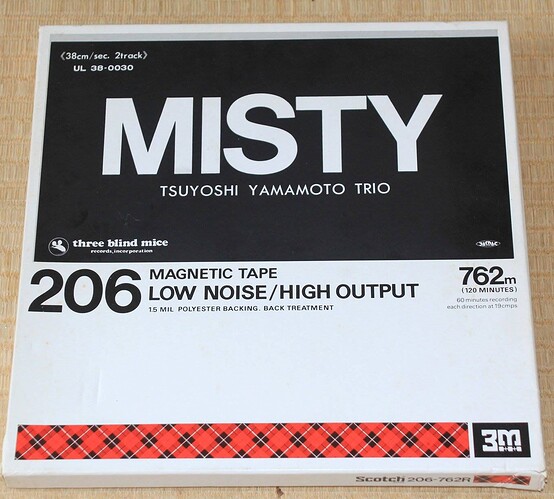 《38cm/sec. 2track》
UL 38-0030
MISTY
TSUYOSHI YAMAMOTO TRIO
three blind mice
records, incorporation
206
MAGNETIC TAPE
LOW NOISE/HIGH OUTPUT
1.5 MIL POLYESTER BACKING. BACK TREATMENT
762m
(120 MINUTES)
60 minutes recording
each direction at 19cmps
3M
Scotch 206-762R